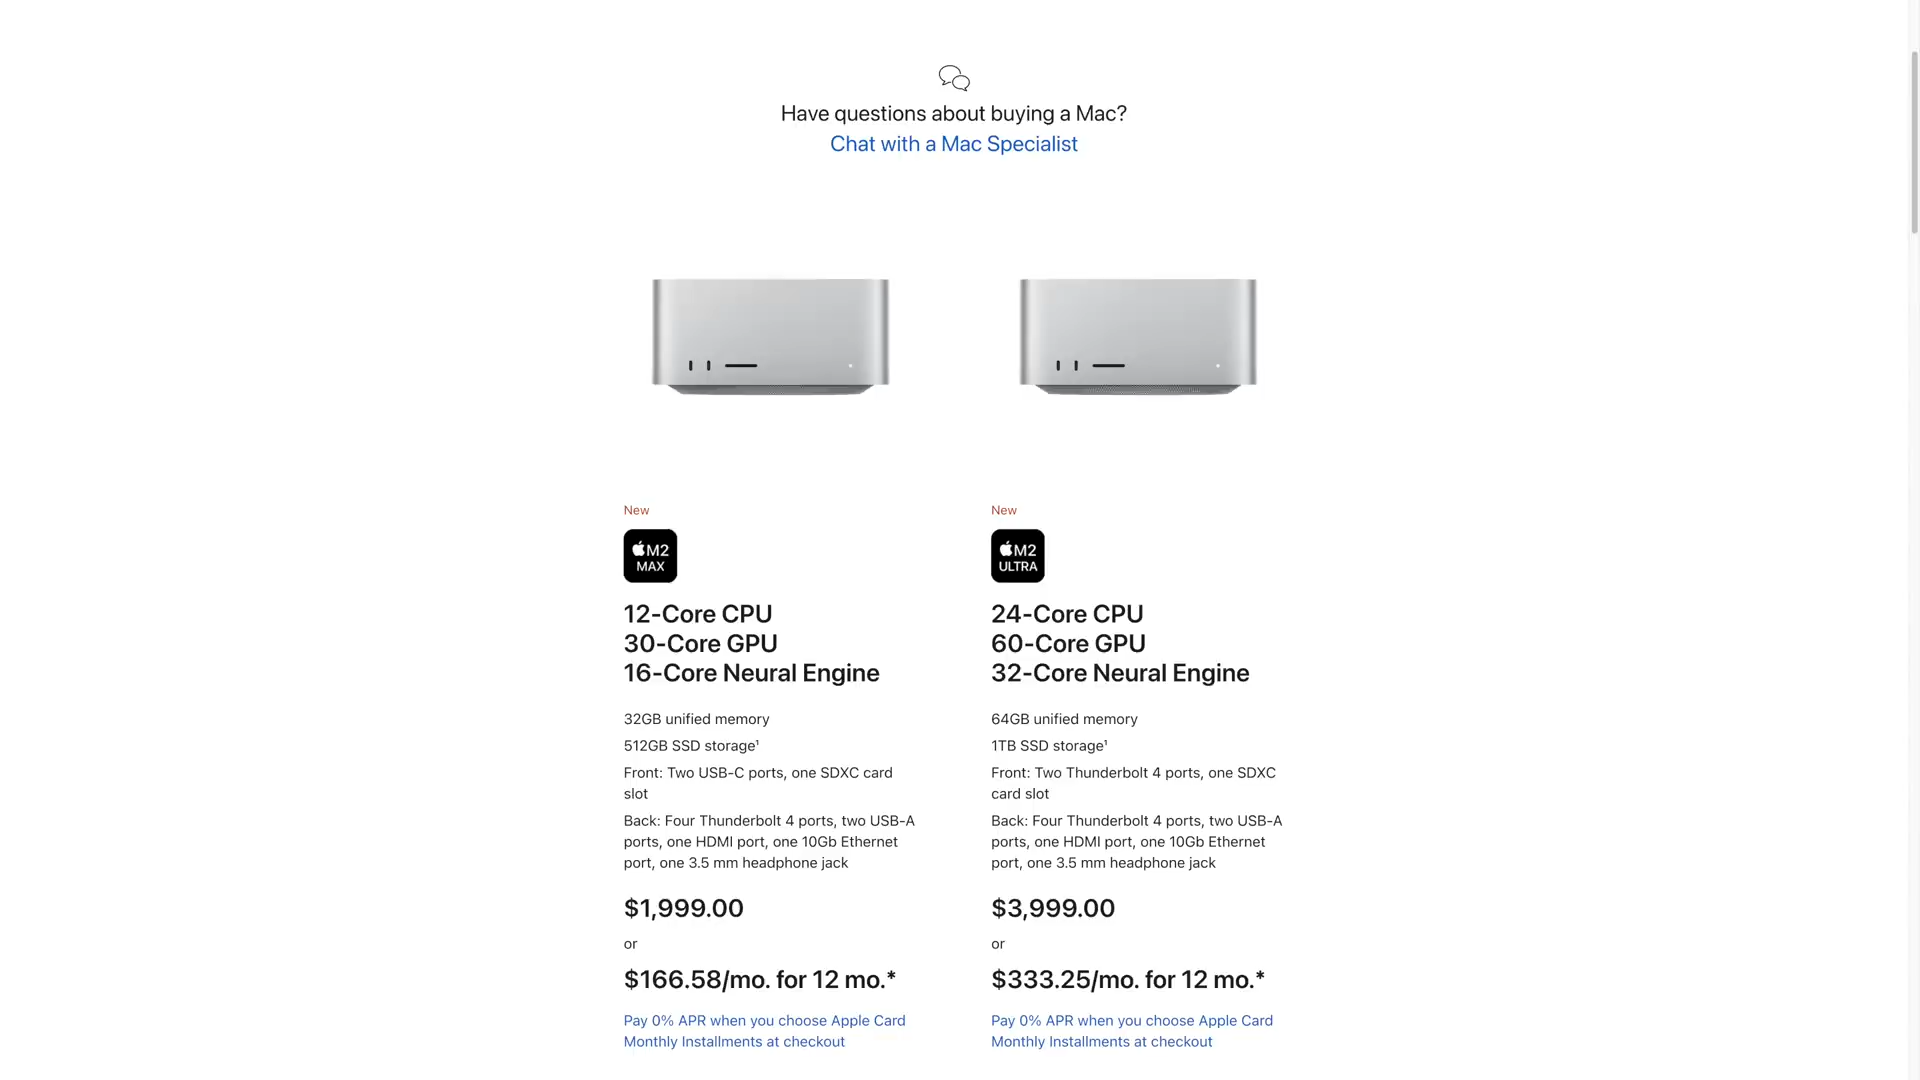 Have questions about buying a Mac?
Chat with a Mac Specialist
New
M2
MAX
12-Core CPU
30-Core GPU
16-Core Neural Engine
32GB unified memory
512GB SSD storage¹
Front: Two USB-C ports, one SDXC card
slot
Back: Four Thunderbolt 4 ports, two USB-A
ports, one HDMI port, one 10Gb Ethernet
port, one 3.5 mm headphone jack
$1,999.00
or
$166.58/mo. for 12 mo.*
Pay 0% APR when you choose Apple Card
Monthly Installments at checkout
New
M2
ULTRA
24-Core CPU
60-Core GPU
32-Core Neural Engine
64GB unified memory
1TB SSD storage¹
Front: Two Thunderbolt 4 ports, one SDXC
card slot
Back: Four Thunderbolt 4 ports, two USB-A
ports, one HDMI port, one 10Gb Ethernet
port, one 3.5 mm headphone jack
$3,999.00
or
$333.25/mo. for 12 mo.*
Pay 0% APR when you choose Apple Card
Monthly Installments at checkout